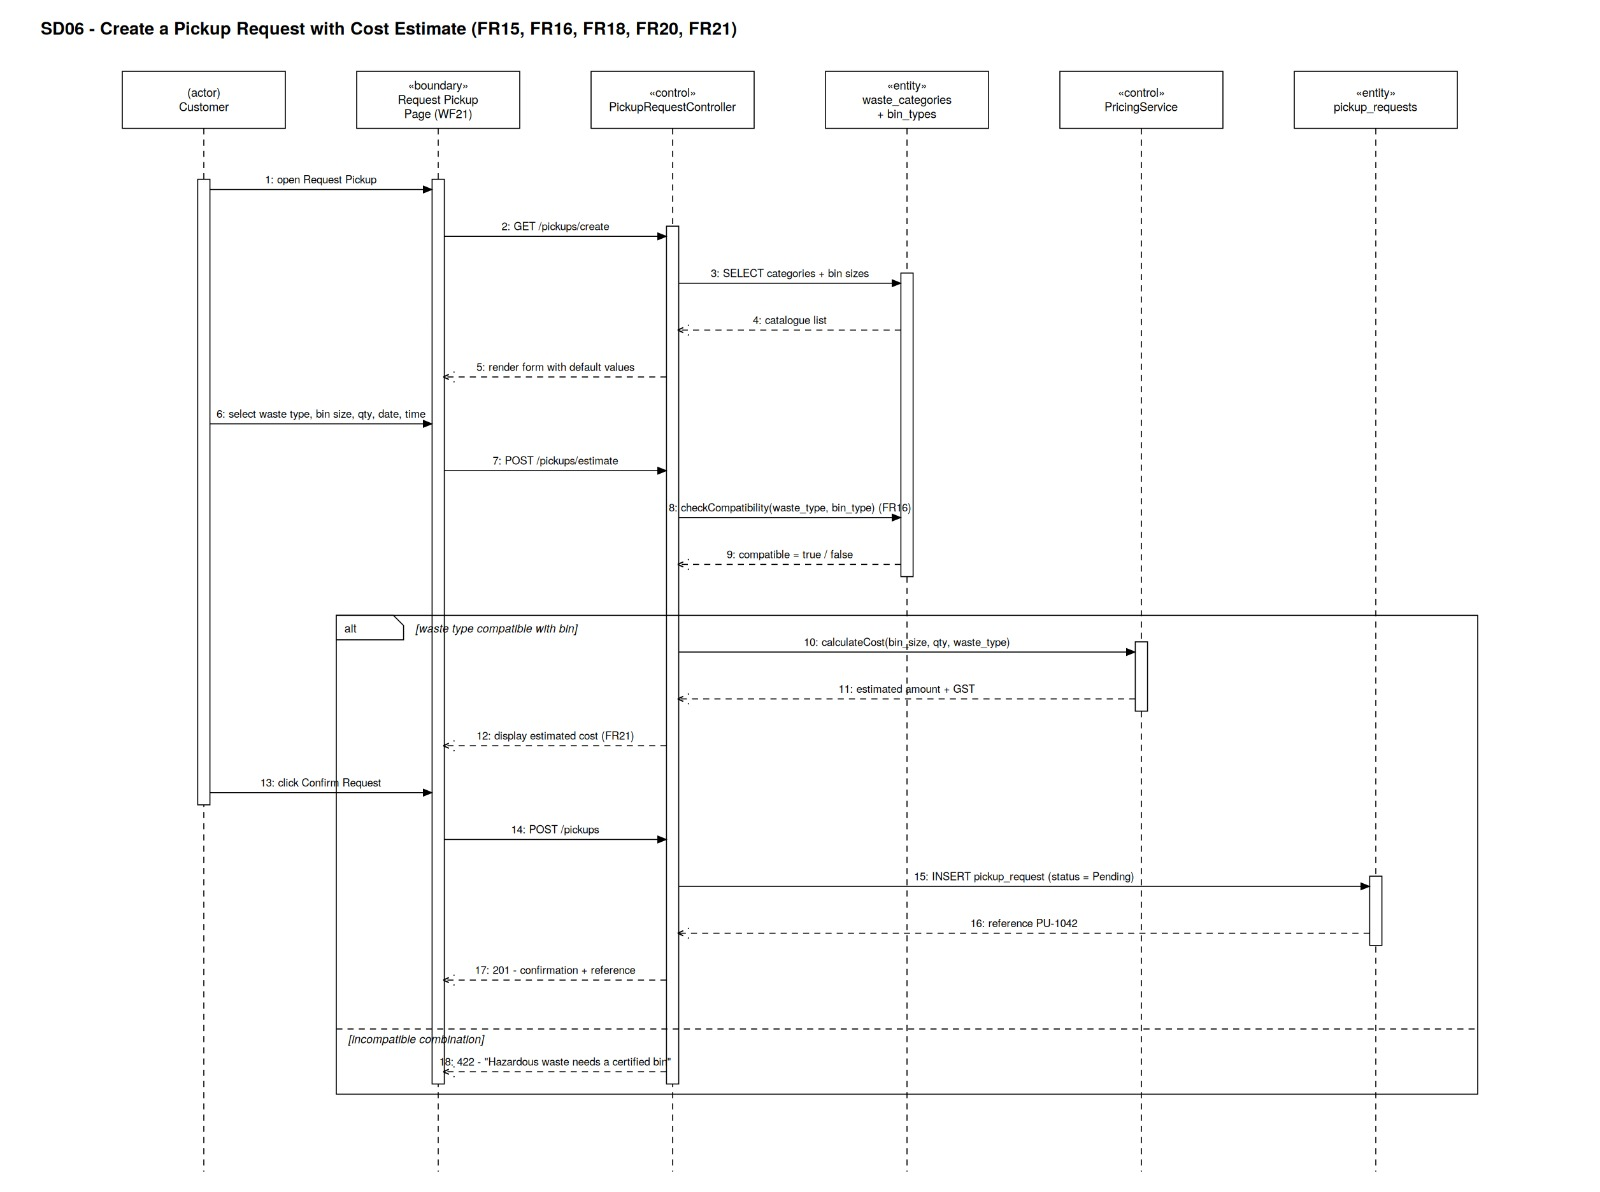 SD06 - Create a Pickup Request with Cost Estimate (FR15, FR16, FR18, FR20, FR21)
(actor)
Customer
«boundary»
Request Pickup
Page (WF21)
«control»
PickupRequestController
«entity»
waste_categories
+ bin_types
«control»
PricingService
«entity»
pickup_requests
1: open Request Pickup
2: GET /pickups/create
3: SELECT categories + bin sizes
4: catalogue list
5: render form with default values
6: select waste type, bin size, qty, date, time
7: POST /pickups/estimate
8: checkCompatibility(waste_type, bin_type) (FR16)
9: compatible = true / false
alt
[waste type compatible with bin]
10: calculateCost(bin_size, qty, waste_type)
11: estimated amount + GST
12: display estimated cost (FR21)
13: click Confirm Request
14: POST /pickups
15: INSERT pickup_request (status = Pending)
16: reference PU-1042
17: 201 - confirmation + reference
[incompatible combination]
18: 422 - "Hazardous waste needs a certified bin"